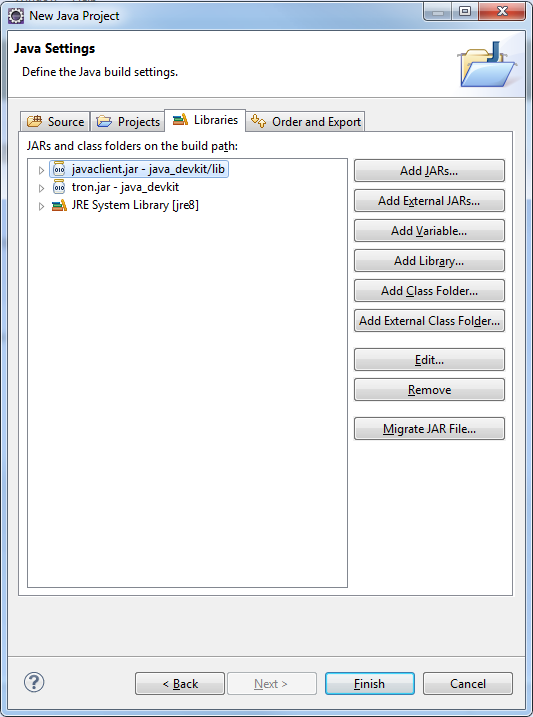 New Java Project
Java Settings
Define the Java build settings.
Source Projects Libraries Order and Export
JARs and class folders on the build path:
javaclient.jar - java_devkit/lib
tron.jar - java_devkit
JRE System Library [jre8]
Add JARs...
Add External JARs...
Add Variable...
Add Library...
Add Class Folder...
Add External Class Folder...
Edit...
Remove
Migrate JAR File...
? < Back Next > Finish Cancel